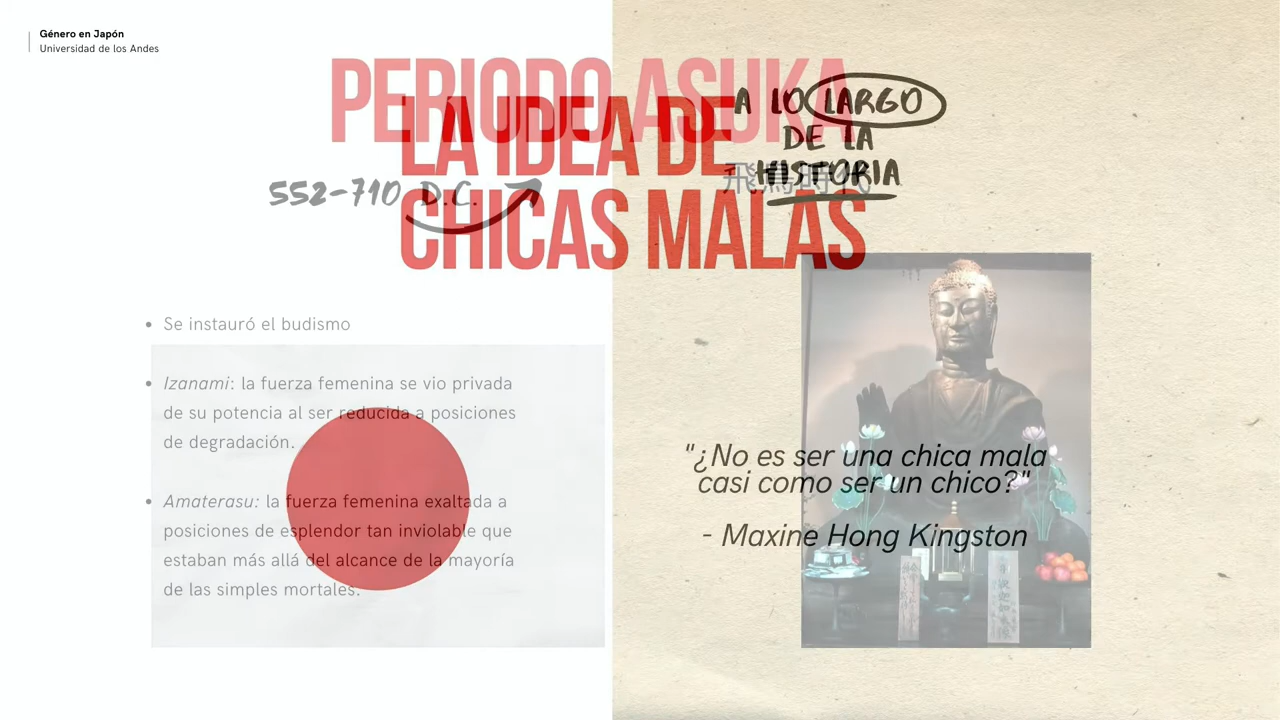 Género en Japón
Universidad de los Andes
PERIODO ASUKA
飛鳥時代
552-710 D.C.
LA IDEA DE
CHICAS MALAS
A LO LARGO
DE LA
HISTORIA
• Se instauró el budismo
• Izanami: la fuerza femenina se vio privada
de su potencia al ser reducida a posiciones
de degradación.
• Amaterasu: la fuerza femenina exaltada a
posiciones de esplendor tan inviolable que
estaban más allá del alcance de la mayoría
de las simples mortales.
"¿No es ser una chica mala
casi como ser un chico?"
- Maxine Hong Kingston